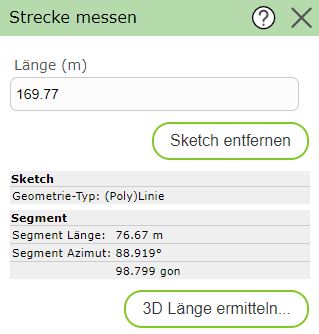 Strecke messen
Länge (m)
169.77
Sketch entfernen
Sketch
Geometrie-Typ: (Poly)Linie
Segment
Segment Länge: 76.67 m
Segment Azimut: 88.919°
98.799 gon
3D Länge ermitteln...